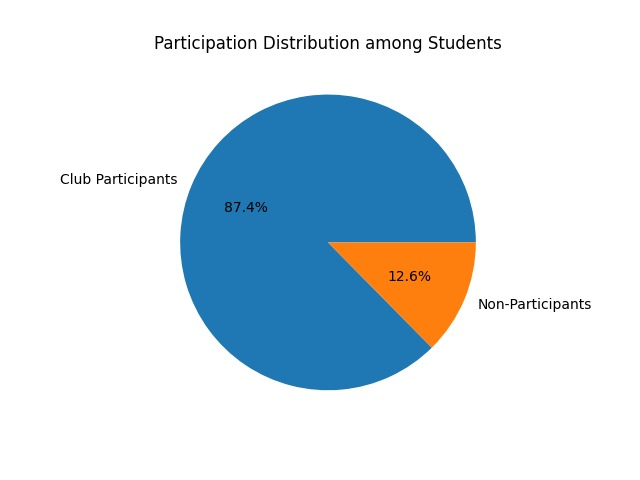 Participation Distribution among Students
Club Participants
87.4%
12.6%
Non-Participants